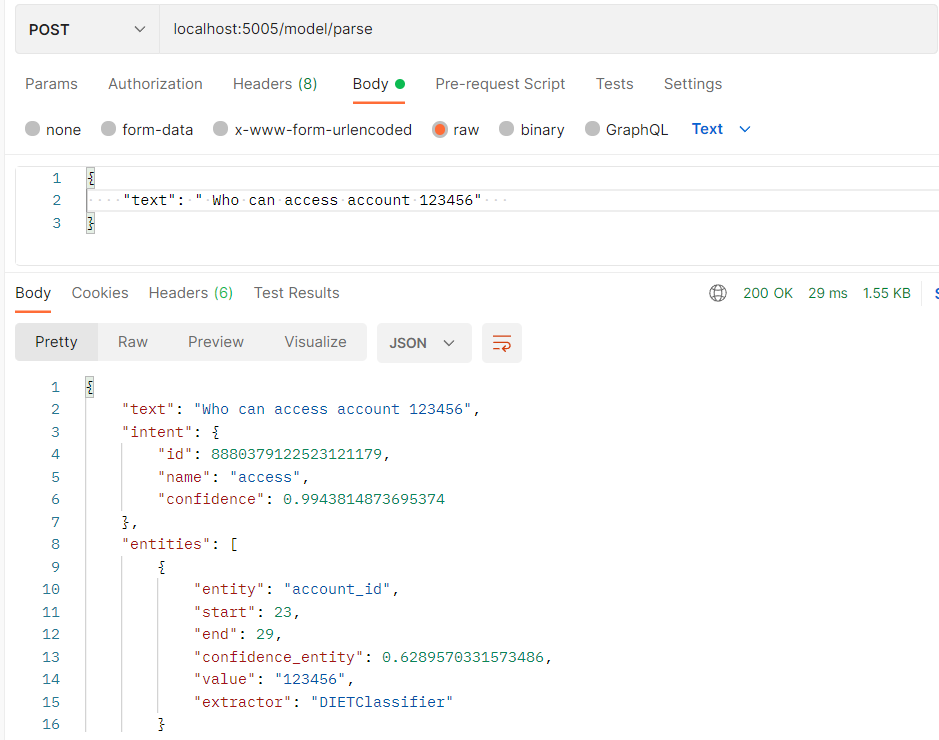 POST localhost:5005/model/parse
Params Authorization Headers (8) Body Pre-request Script Tests Settings
none form-data x-www-form-urlencoded raw binary GraphQL Text
1 {
2 "text": " Who can access account 123456"
3 }
Body Cookies Headers (6) Test Results 200 OK 29 ms 1.55 KB
Pretty Raw Preview Visualize JSON
1 {
2 "text": "Who can access account 123456",
3 "intent": {
4 "id": 8880379122523121179,
5 "name": "access",
6 "confidence": 0.9943814873695374
7 },
8 "entities": [
9 {
10 "entity": "account_id",
11 "start": 23,
12 "end": 29,
13 "confidence_entity": 0.6289570331573486,
14 "value": "123456",
15 "extractor": "DIETClassifier"
16 }